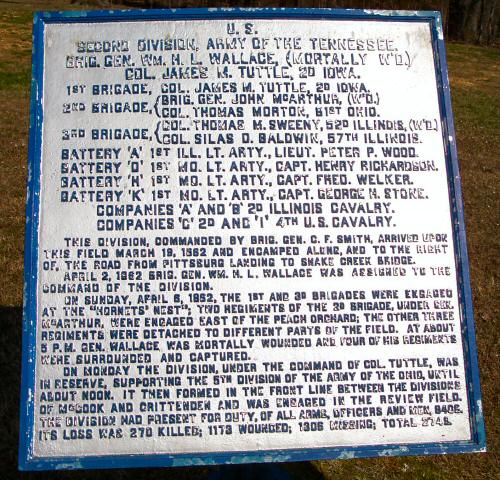 U.S.
SECOND DIVISION, ARMY OF THE TENNESSEE.
BRIG. GEN. WM. H. L. WALLACE, (MORTALLY W'D.)
COL. JAMES M. TUTTLE, 2D IOWA.
1ST BRIGADE, COL. JAMES M. TUTTLE, 2D IOWA.
2ND BRIGADE, {BRIG. GEN. JOHN McARTHUR, (W'D.)
COL. THOMAS MORTON, 81ST OHIO.
3RD BRIGADE, {COL. THOMAS M. SWEENY, 52D ILLINOIS, (W'D.)
COL. SILAS D. BALDWIN, 57TH ILLINOIS.
BATTERY 'A' 1ST ILL. LT. ARTY., LIEUT. PETER P. WOOD.
BATTERY 'D' 1ST MO. LT. ARTY., CAPT. HENRY RICHARDSON.
BATTERY 'H' 1ST MO. LT. ARTY., CAPT. FRED. WELKER.
BATTERY 'K' 1ST MO. LT. ARTY., CAPT. GEORGE H. STONE.
COMPANIES 'A' AND 'B' 2D ILLINOIS CAVALRY.
COMPANIES 'C' 2D AND 'I' 4TH U.S. CAVALRY.
THIS DIVISION, COMMANDED BY BRIG. GEN. C. F. SMITH, ARRIVED UPON
THIS FIELD MARCH 18, 1862 AND ENCAMPED ALONG, AND TO THE RIGHT
OF, THE ROAD FROM PITTSBURG LANDING TO SNAKE CREEK BRIDGE.
APRIL 2, 1862 BRIG. GEN. WM. H. L. WALLACE WAS ASSIGNED TO THE
COMMAND OF THE DIVISION.
ON SUNDAY, APRIL 6, 1862, THE 1ST AND 3D BRIGADES WERE ENGAGED
AT THE "HORNETS' NEST"; TWO REGIMENTS OF THE 2D BRIGADE, UNDER GEN.
McARTHUR, WERE ENGAGED EAST OF THE PEACH ORCHARD; THE OTHER THREE
REGIMENTS WERE DETACHED TO DIFFERENT PARTS OF THE FIELD. AT ABOUT
5 P.M. GEN. WALLACE WAS MORTALLY WOUNDED AND FOUR OF HIS REGIMENTS
WERE SURROUNDED AND CAPTURED.
ON MONDAY THE DIVISION, UNDER THE COMMAND OF COL. TUTTLE, WAS
IN RESERVE, SUPPORTING THE 5TH DIVISION OF THE ARMY OF THE OHIO, UNTIL
ABOUT NOON. IT THEN FORMED IN THE FRONT LINE BETWEEN THE DIVISIONS
OF McCOOK AND CRITTENDEN AND WAS ENGAGED IN THE REVIEW FIELD.
THE DIVISION HAD PRESENT FOR DUTY, OF ALL ARMS, OFFICERS AND MEN, 8408.
ITS LOSS WAS 270 KILLED; 1173 WOUNDED; 1306 MISSING; TOTAL 2749.